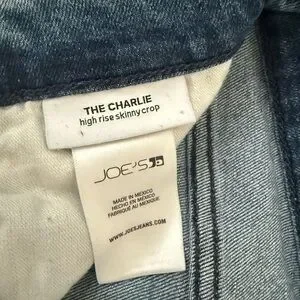 THE CHARLIE
high rise skinny crop
JOE'S
MADE IN MEXICO
HECHO EN MEXICO
FABRIQUÉ AU MEXIQUE
WWW.JOESJEANS.COM